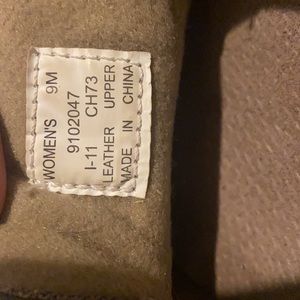 WOMEN'S 9M
9102047
I-11 CH73
LEATHER UPPER
MADE IN CHINA